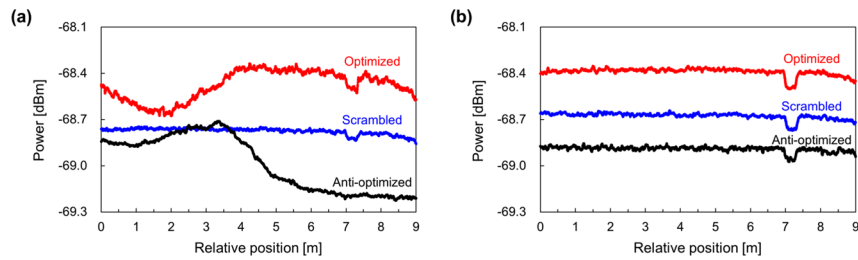 (a)
-68.1
-68.4
-68.7
-69.0
-69.3
Power [dBm]
Optimized
Scrambled
Anti-optimized
0 1 2 3 4 5 6 7 8 9
Relative position [m]
(b)
-68.1
-68.4
-68.7
-69.0
-69.3
Power [dBm]
Optimized
Scrambled
Anti-optimized
0 1 2 3 4 5 6 7 8 9
Relative position [m]